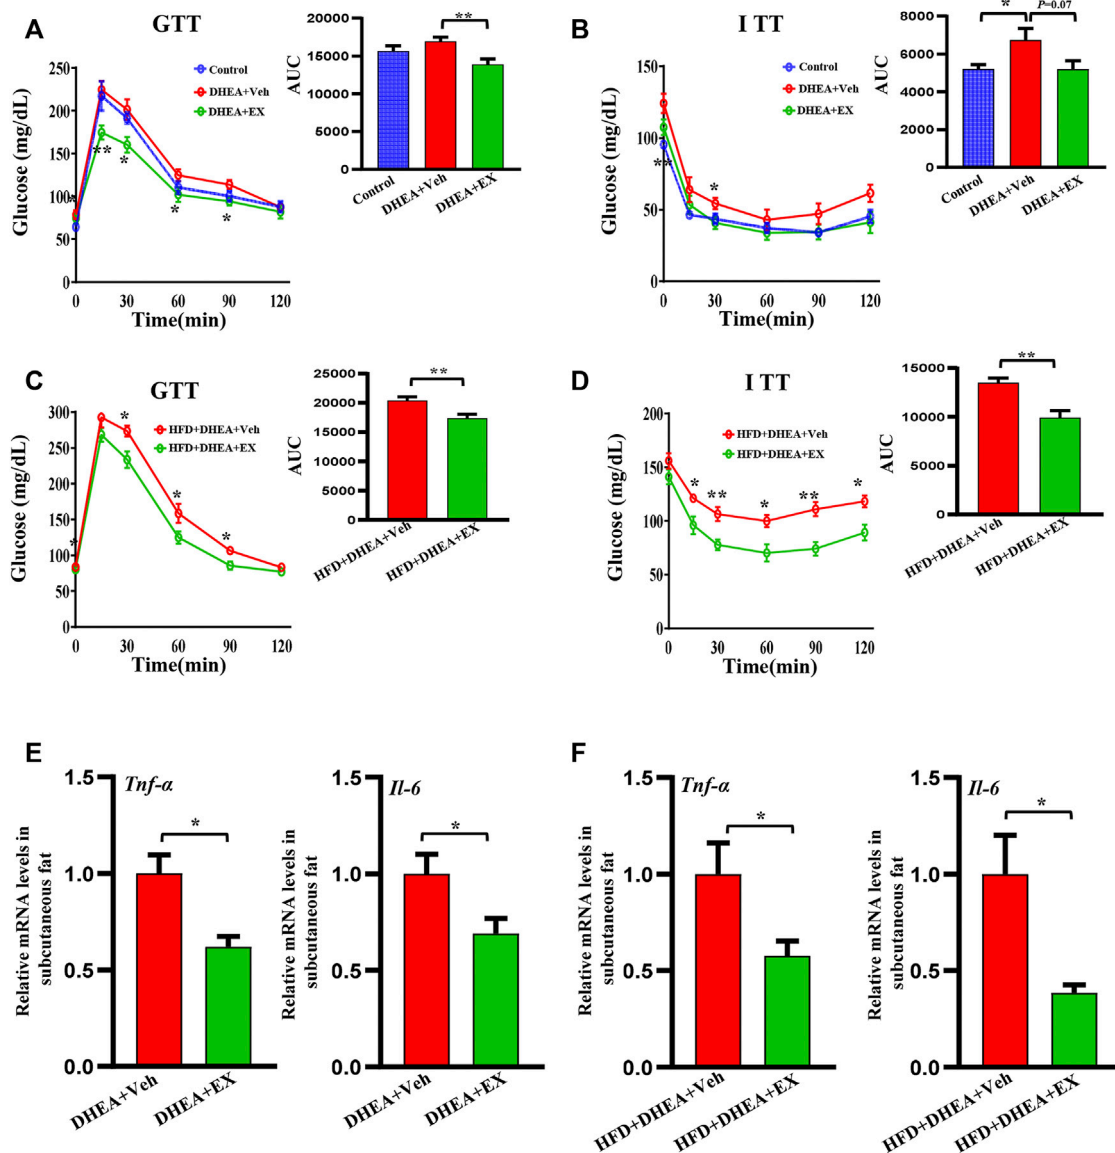 A
GTT
Glucose (mg/dL)
250
200
150
100
50
0
Control
DHEA+Veh
DHEA+EX
**
*
*
*
0 30 60 90 120
Time(min)
AUC
20000
15000
10000
5000
0
**
Control
DHEA+Veh
DHEA+EX
B
I TT
Glucose (mg/dL)
150
100
50
0
Control
DHEA+Veh
DHEA+EX
**
*
0 30 60 90 120
Time(min)
AUC
8000
6000
4000
2000
0
*
P=0.07
Control
DHEA+Veh
DHEA+EX
C
GTT
Glucose (mg/dL)
300
250
200
150
100
50
0
HFD+DHEA+Veh
HFD+DHEA+EX
*
*
*
*
0 30 60 90 120
Time(min)
AUC
25000
20000
15000
10000
5000
0
**
HFD+DHEA+Veh
HFD+DHEA+EX
D
I TT
Glucose (mg/dL)
200
150
100
50
0
HFD+DHEA+Veh
HFD+DHEA+EX
*
**
*
**
*
0 30 60 90 120
Time(min)
AUC
15000
10000
5000
0
**
HFD+DHEA+Veh
HFD+DHEA+EX
E
Relative mRNA levels in
subcutaneous fat
1.5
1.0
0.5
0.0
Tnf-α
*
DHEA+Veh
DHEA+EX
Relative mRNA levels in
subcutaneous fat
1.5
1.0
0.5
0.0
Il-6
*
DHEA+Veh
DHEA+EX
F
Relative mRNA levels in
subcutaneous fat
1.5
1.0
0.5
0.0
Tnf-α
*
HFD+DHEA+Veh
HFD+DHEA+EX
Relative mRNA levels in
subcutaneous fat
1.5
1.0
0.5
0.0
Il-6
*
HFD+DHEA+Veh
HFD+DHEA+EX